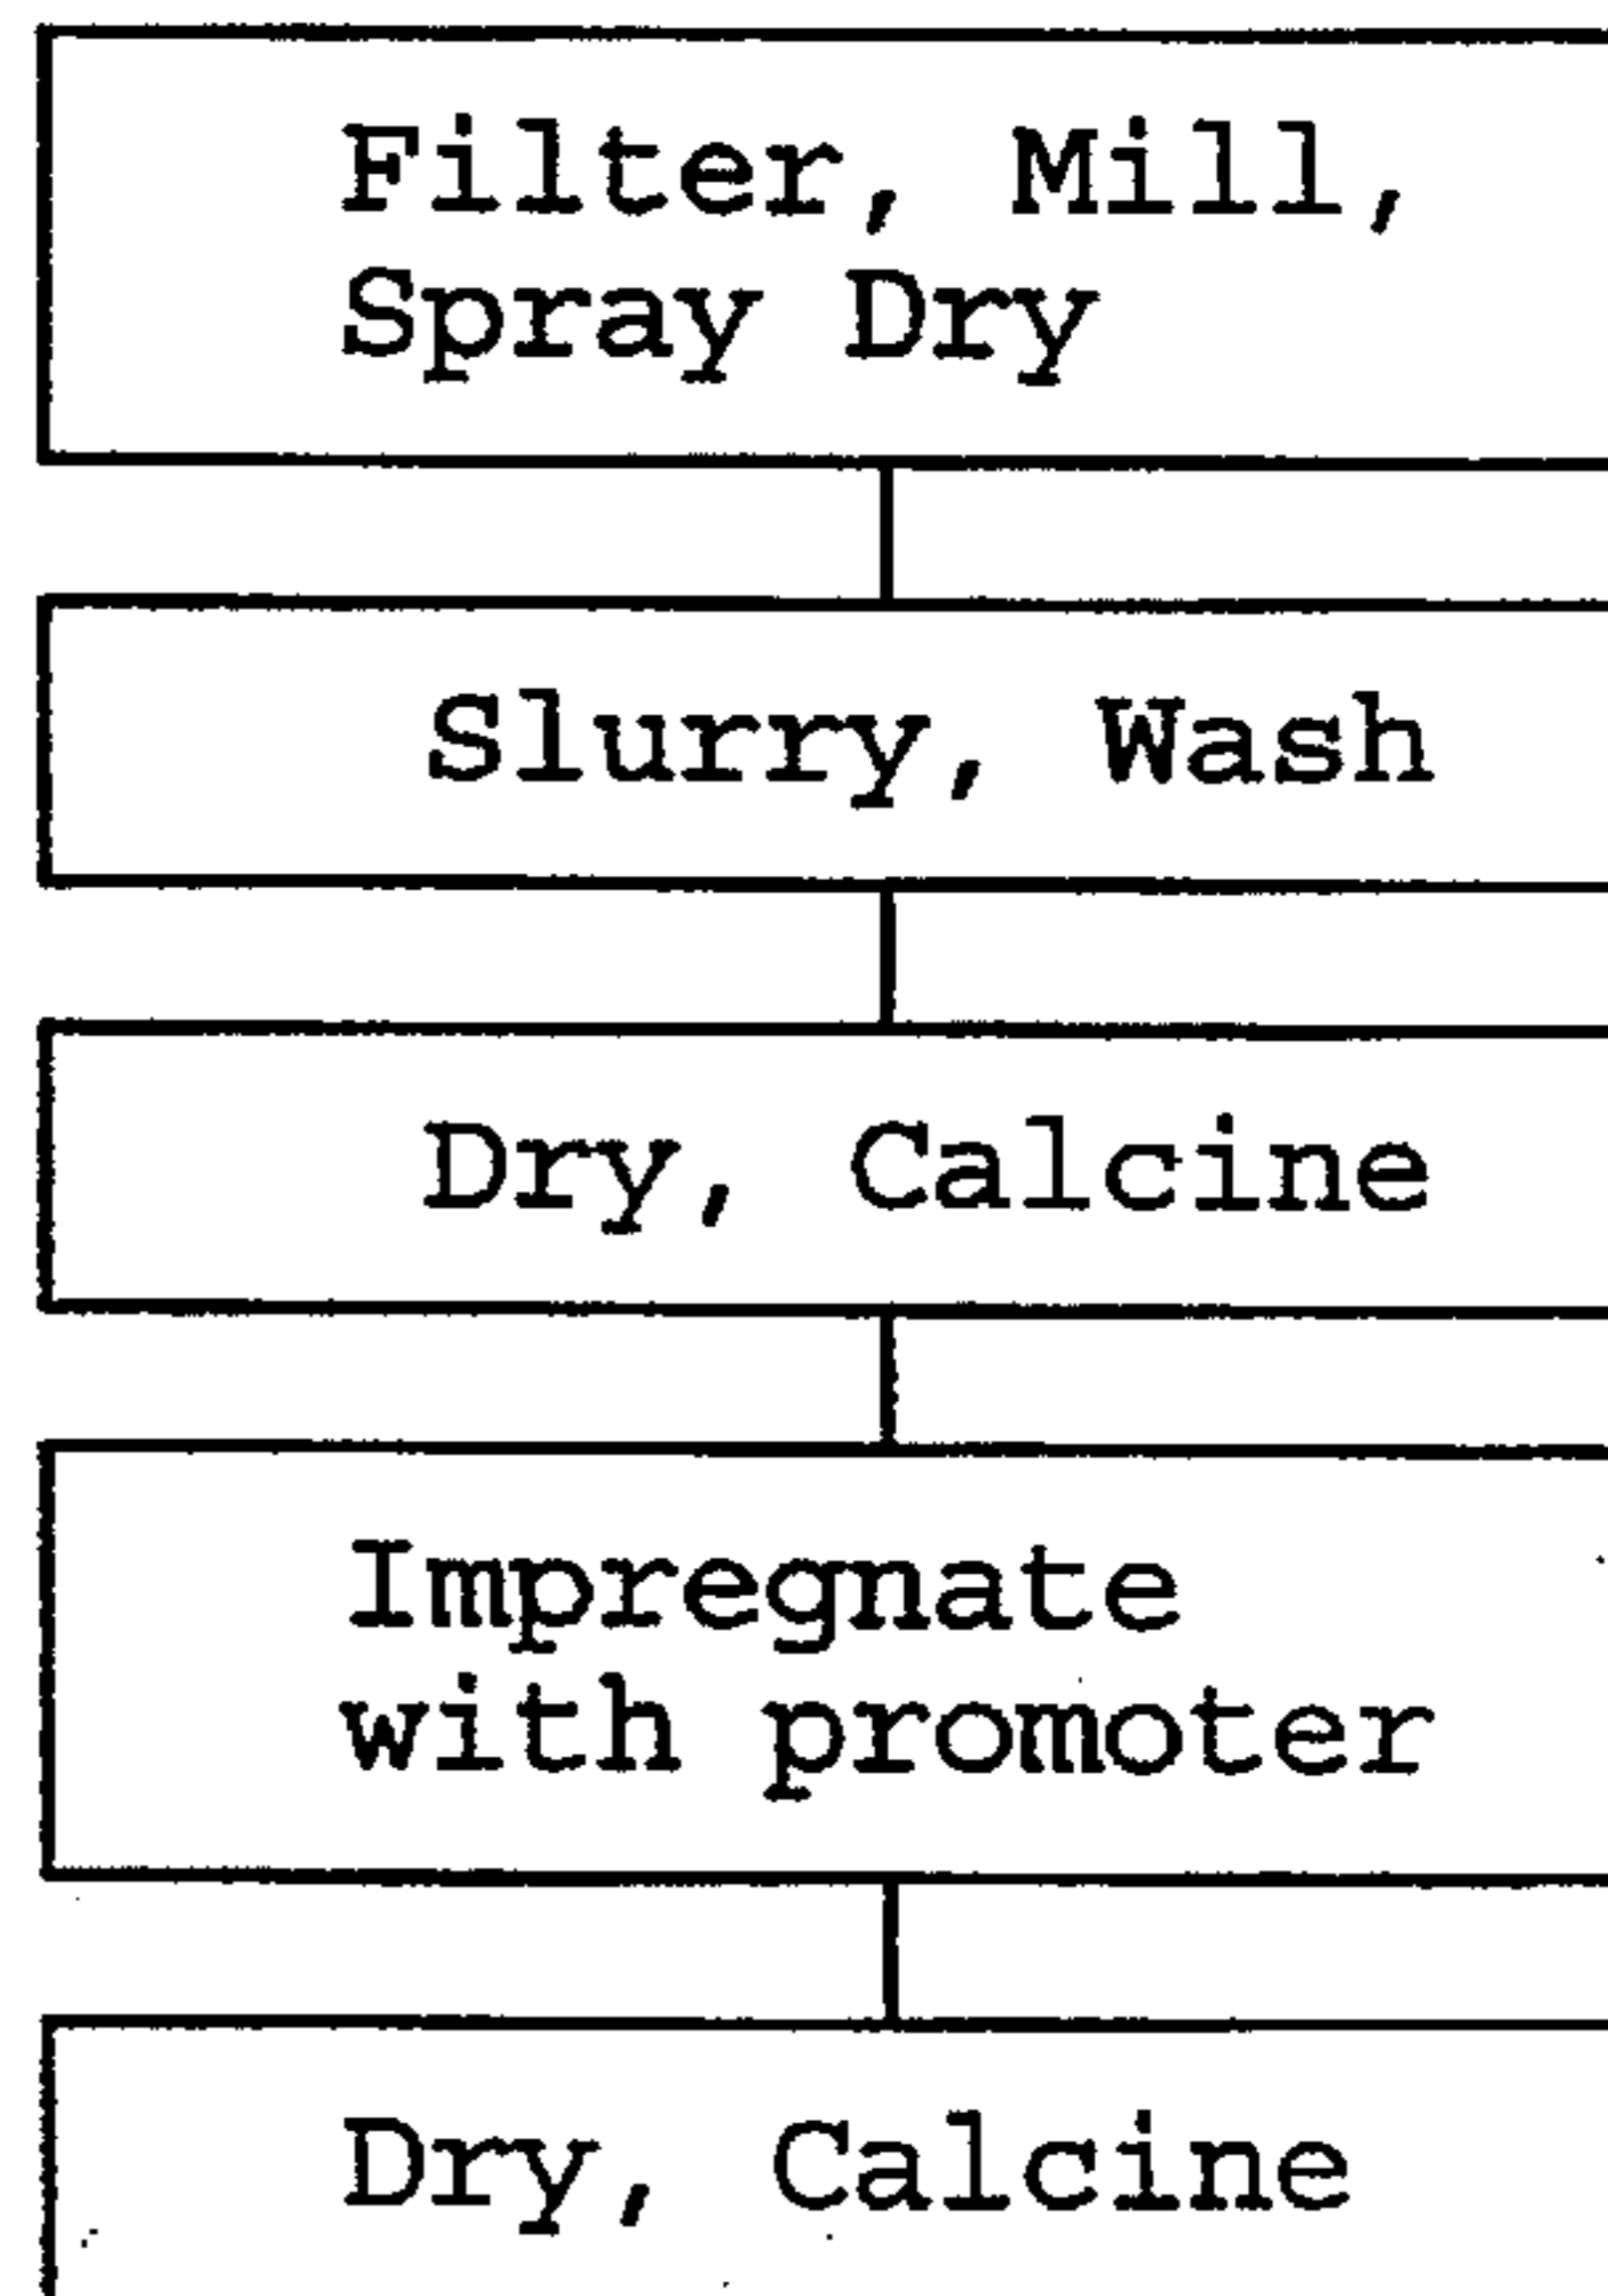 Filter, Mill,
Spray Dry
Slurry, Wash
Dry, Calcine
Impregnate
with promoter
Dry, Calcine